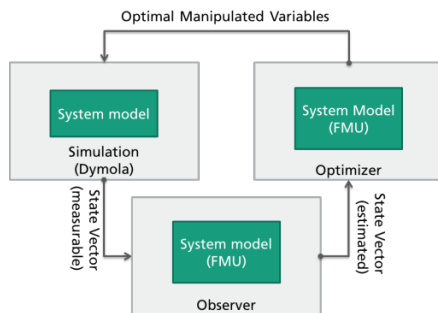 Optimal Manipulated Variables
System model
Simulation
(Dymola)
System Model
(FMU)
Optimizer
State Vector
(measurable)
State Vector
(estimated)
System model
(FMU)
Observer